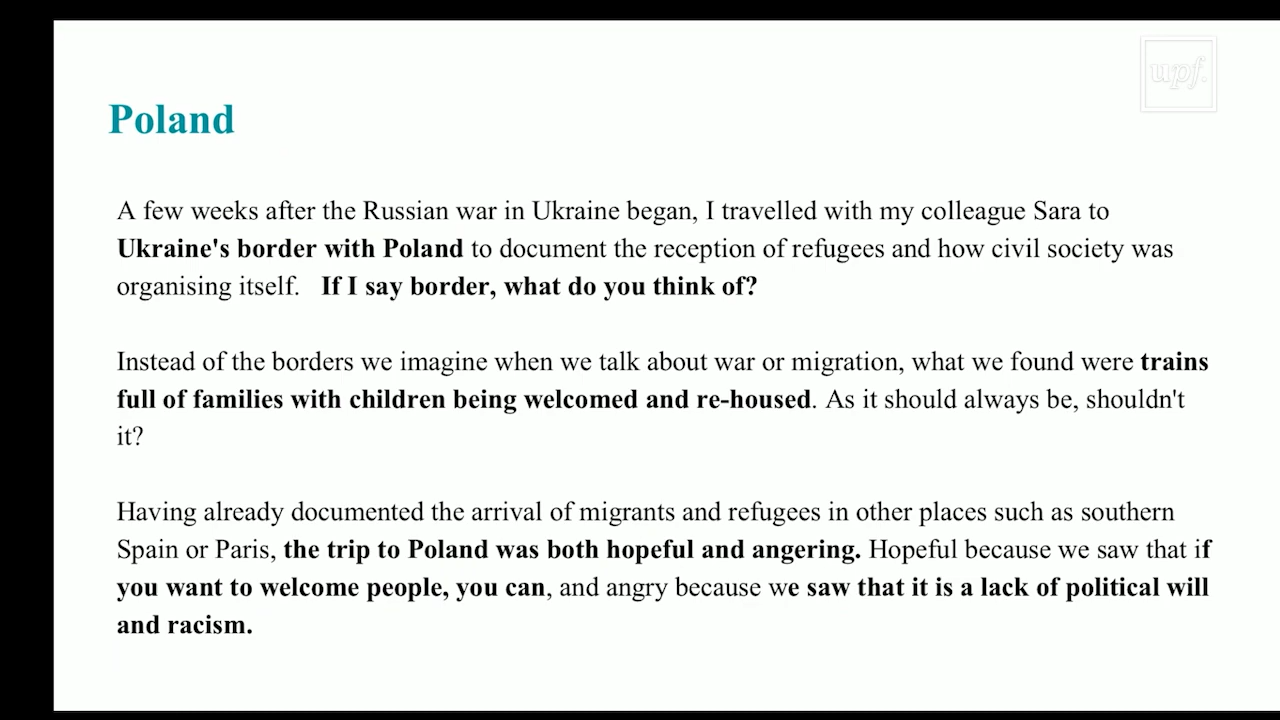 upf.
Poland
A few weeks after the Russian war in Ukraine began, I travelled with my colleague Sara to
Ukraine's border with Poland to document the reception of refugees and how civil society was
organising itself. If I say border, what do you think of?
Instead of the borders we imagine when we talk about war or migration, what we found were trains
full of families with children being welcomed and re-housed. As it should always be, shouldn't
it?
Having already documented the arrival of migrants and refugees in other places such as southern
Spain or Paris, the trip to Poland was both hopeful and angering. Hopeful because we saw that if
you want to welcome people, you can, and angry because we saw that it is a lack of political will
and racism.